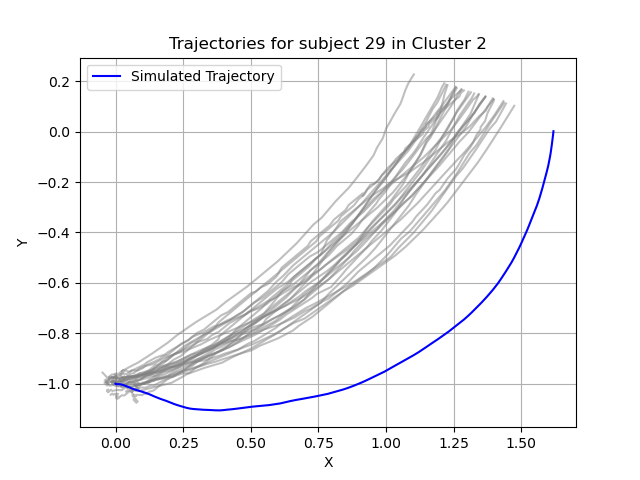 Trajectories for subject 29 in Cluster 2
Simulated Trajectory
Y
0.2
0.0
−0.2
−0.4
−0.6
−0.8
−1.0
0.00 0.25 0.50 0.75 1.00 1.25 1.50
X